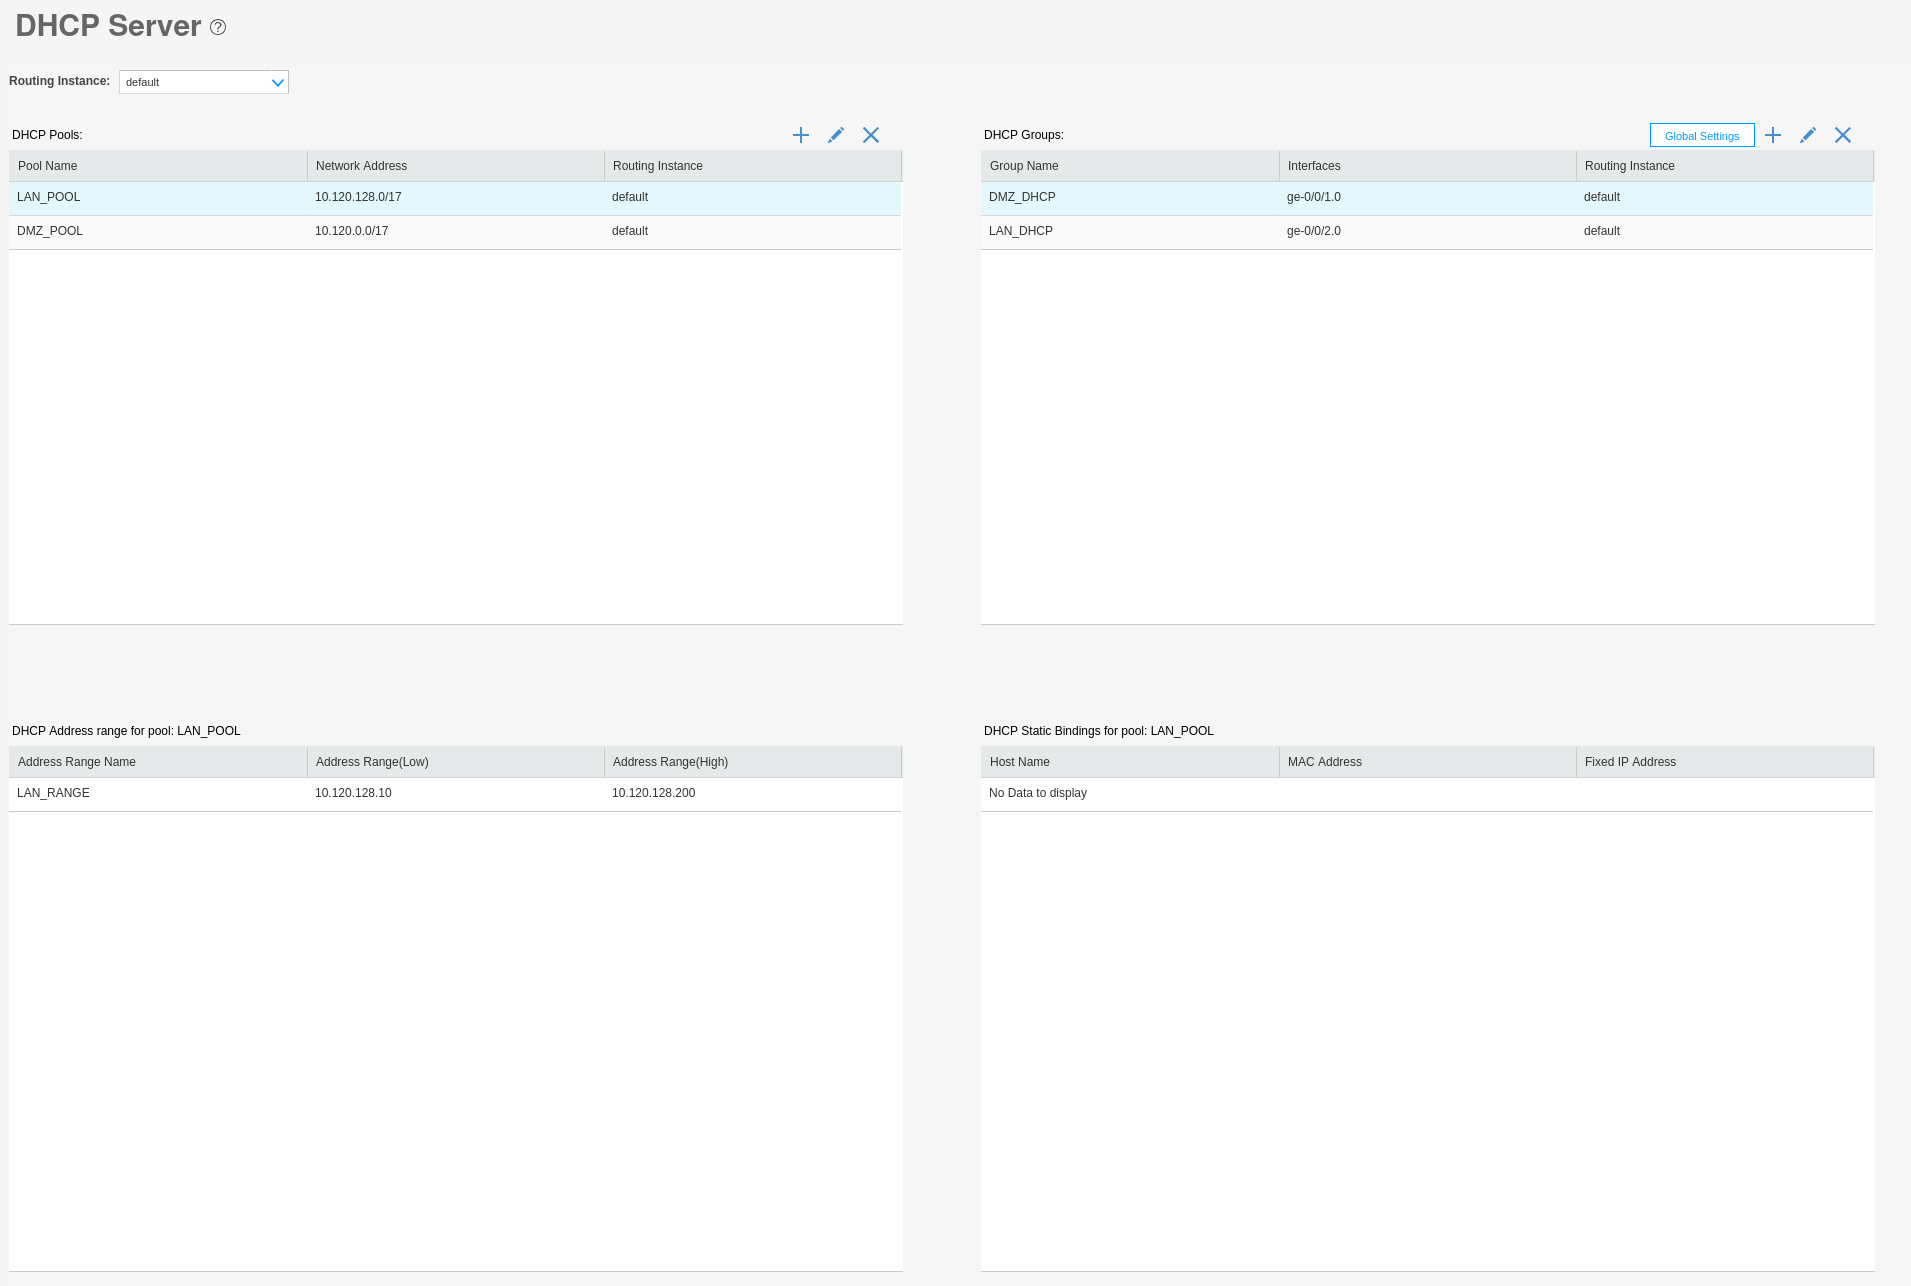 DHCP Server ?
Routing Instance: default
DHCP Pools:
Pool Name Network Address Routing Instance
LAN_POOL 10.120.128.0/17 default
DMZ_POOL 10.120.0.0/17 default
DHCP Groups: Global Settings
Group Name Interfaces Routing Instance
DMZ_DHCP ge-0/0/1.0 default
LAN_DHCP ge-0/0/2.0 default
DHCP Address range for pool: LAN_POOL
Address Range Name Address Range(Low) Address Range(High)
LAN_RANGE 10.120.128.10 10.120.128.200
DHCP Static Bindings for pool: LAN_POOL
Host Name MAC Address Fixed IP Address
No Data to display